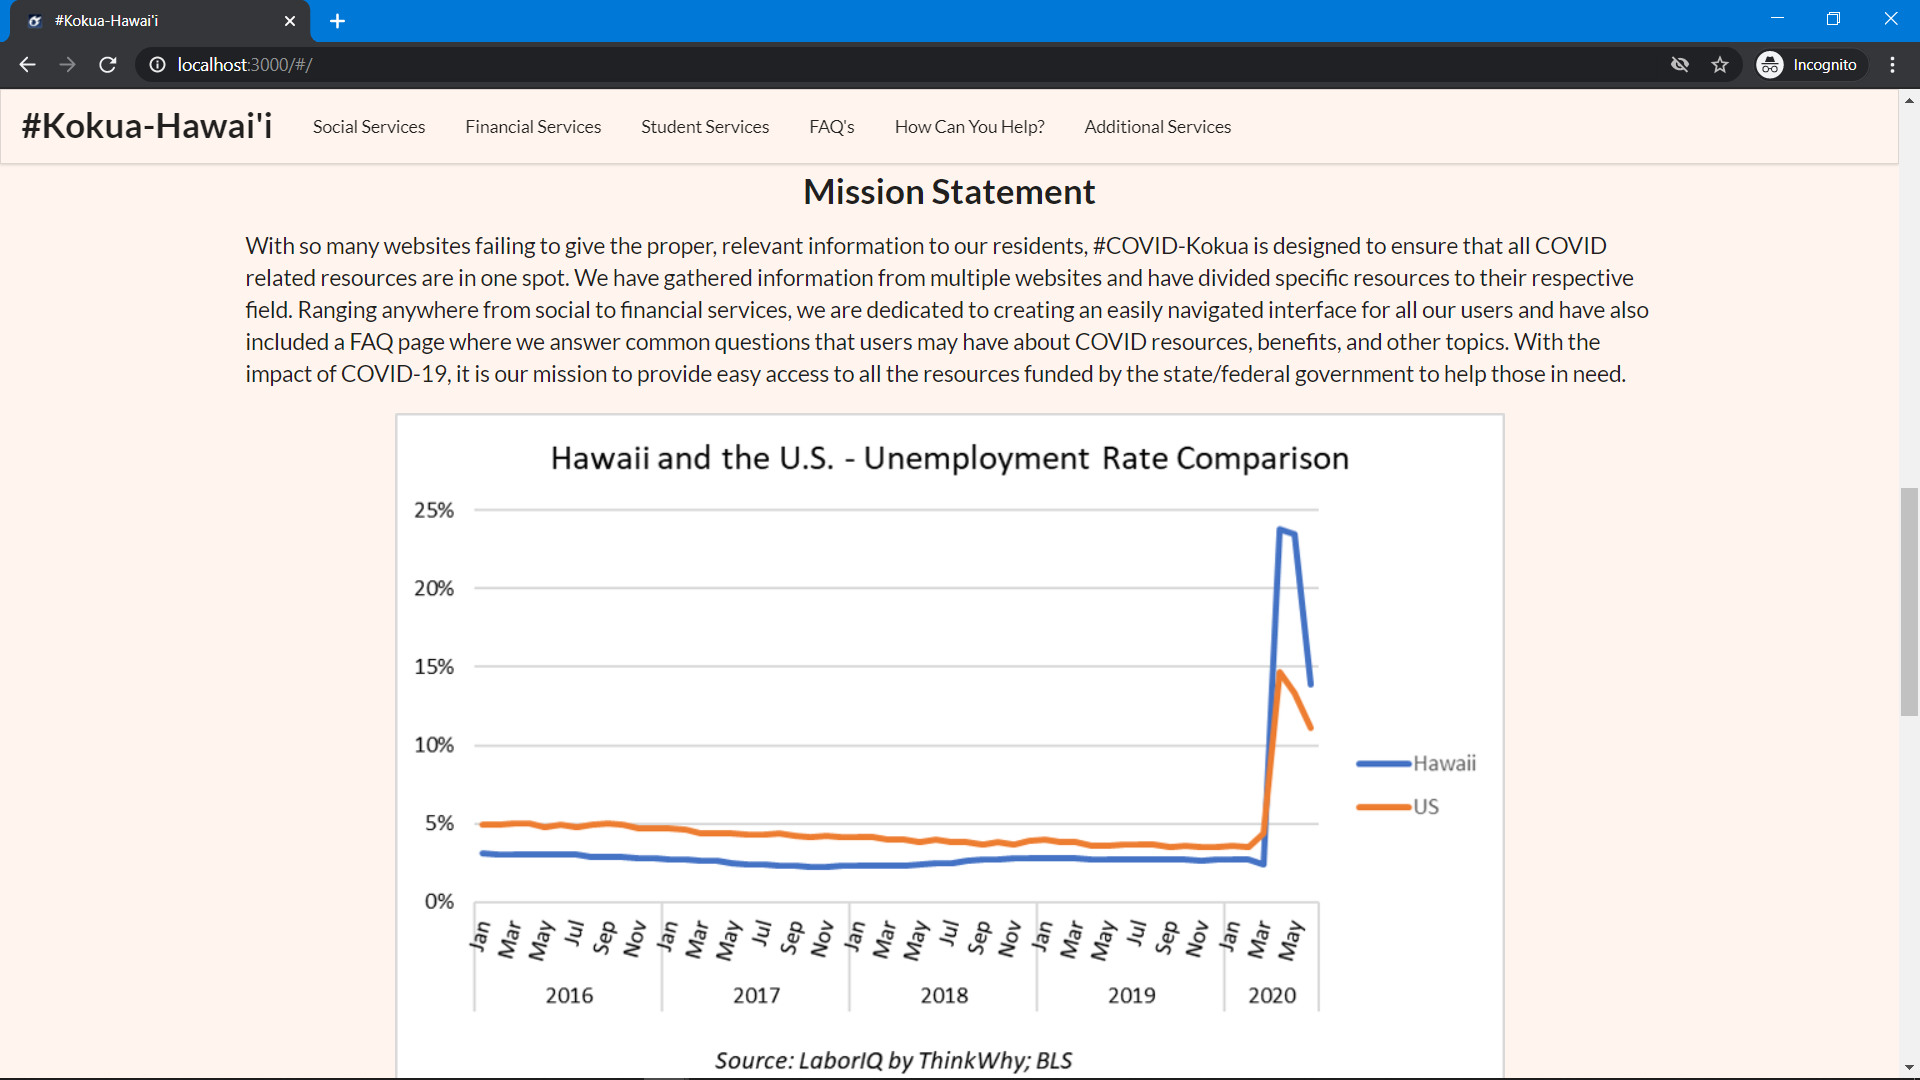 #Kokua-Hawai'i
localhost:3000/#/
Incognito
#Kokua-Hawai'i
Social Services
Financial Services
Student Services
FAQ's
How Can You Help?
Additional Services
Mission Statement
With so many websites failing to give the proper, relevant information to our residents, #COVID-Kokua is designed to ensure that all COVID
related resources are in one spot. We have gathered information from multiple websites and have divided specific resources to their respective
field. Ranging anywhere from social to financial services, we are dedicated to creating an easily navigated interface for all our users and have also
included a FAQ page where we answer common questions that users may have about COVID resources, benefits, and other topics. With the
impact of COVID-19, it is our mission to provide easy access to all the resources funded by the state/federal government to help those in need.
Hawaii and the U.S. - Unemployment Rate Comparison
25%
20%
15%
10%
5%
0%
Hawaii
US
Jan Mar May Jul Sep Nov Jan Mar May Jul Sep Nov Jan Mar May Jul Sep Nov Jan Mar May Jul Sep Nov Jan Mar May
2016 2017 2018 2019 2020
Source: LaborIQ by ThinkWhy; BLS